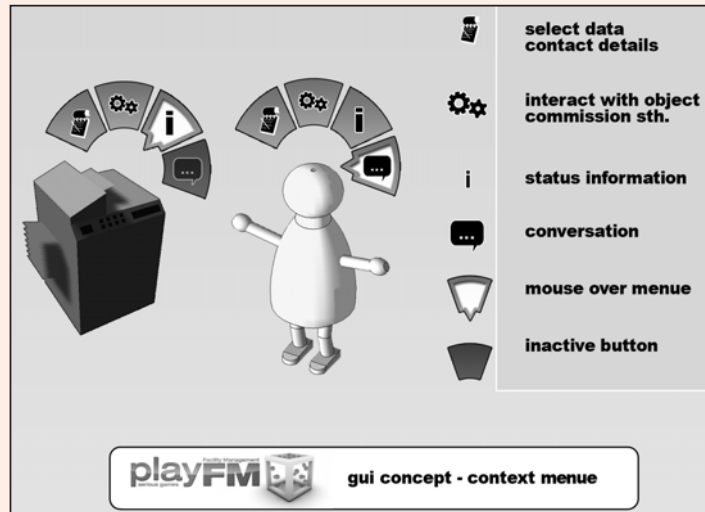 select data
contact details
interact with object
commission sth.
i
i
i
status information
...
...
...
conversation
mouse over menue
inactive button
Facility Management
playFM
serious games
gui concept - context menue